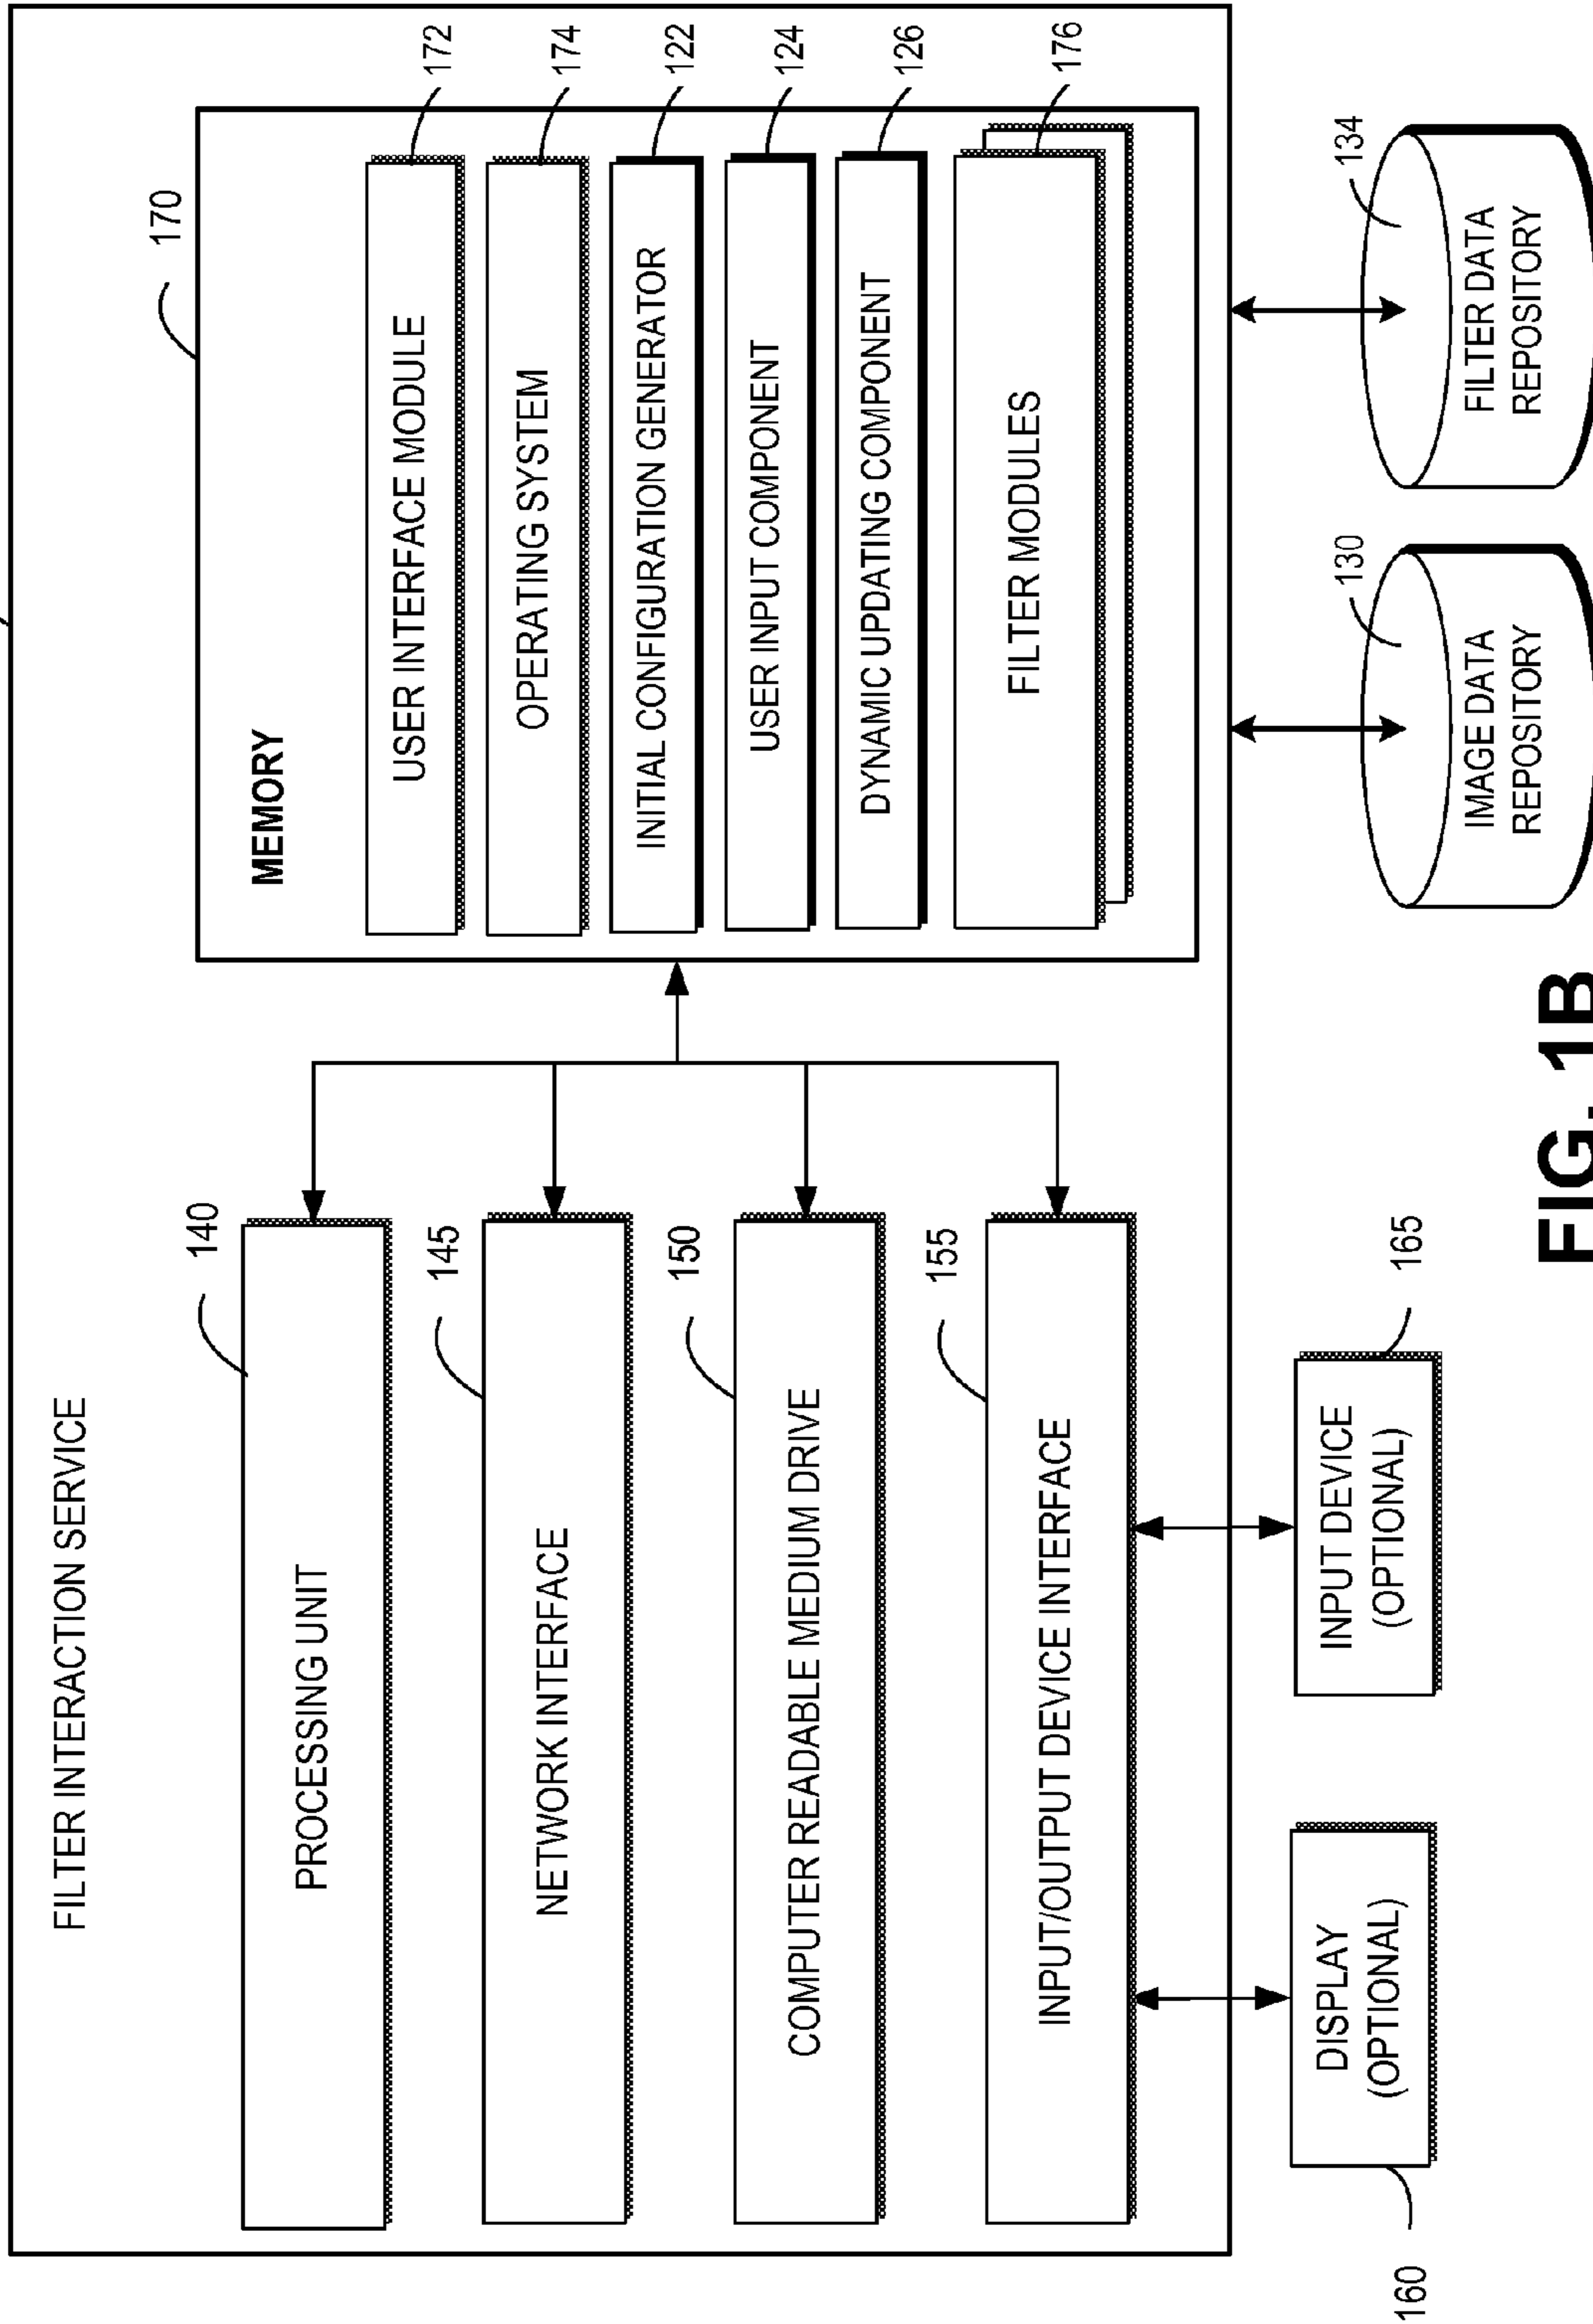 FILTER INTERACTION SERVICE
140
PROCESSING UNIT
145
NETWORK INTERFACE
150
COMPUTER READABLE MEDIUM DRIVE
155
INPUT/OUTPUT DEVICE INTERFACE
170
MEMORY
USER INTERFACE MODULE
172
OPERATING SYSTEM
174
INITIAL CONFIGURATION GENERATOR
122
USER INPUT COMPONENT
124
DYNAMIC UPDATING COMPONENT
126
FILTER MODULES
176
160
DISPLAY
(OPTIONAL)
INPUT DEVICE
(OPTIONAL)
165
130
IMAGE DATA
REPOSITORY
134
FILTER DATA
REPOSITORY
FIG. 1B